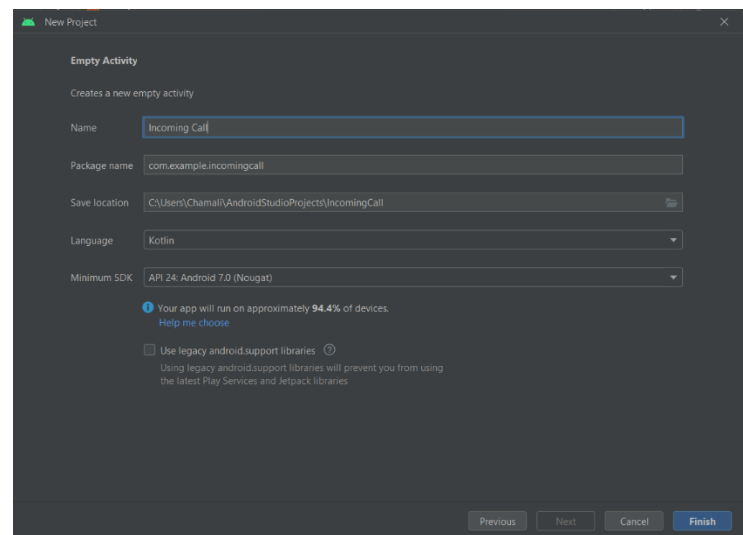 New Project
Empty Activity
Creates a new empty activity
Name Incoming Call
Package name com.example.incomingcall
Save location C:\Users\Chamali\AndroidStudioProjects\IncomingCall
Language Kotlin
Minimum SDK API 24: Android 7.0 (Nougat)
Your app will run on approximately 94.4% of devices.
Help me choose
Use legacy android.support libraries
Using legacy android.support libraries will prevent you from using
the latest Play Services and Jetpack libraries
Previous Next Cancel Finish